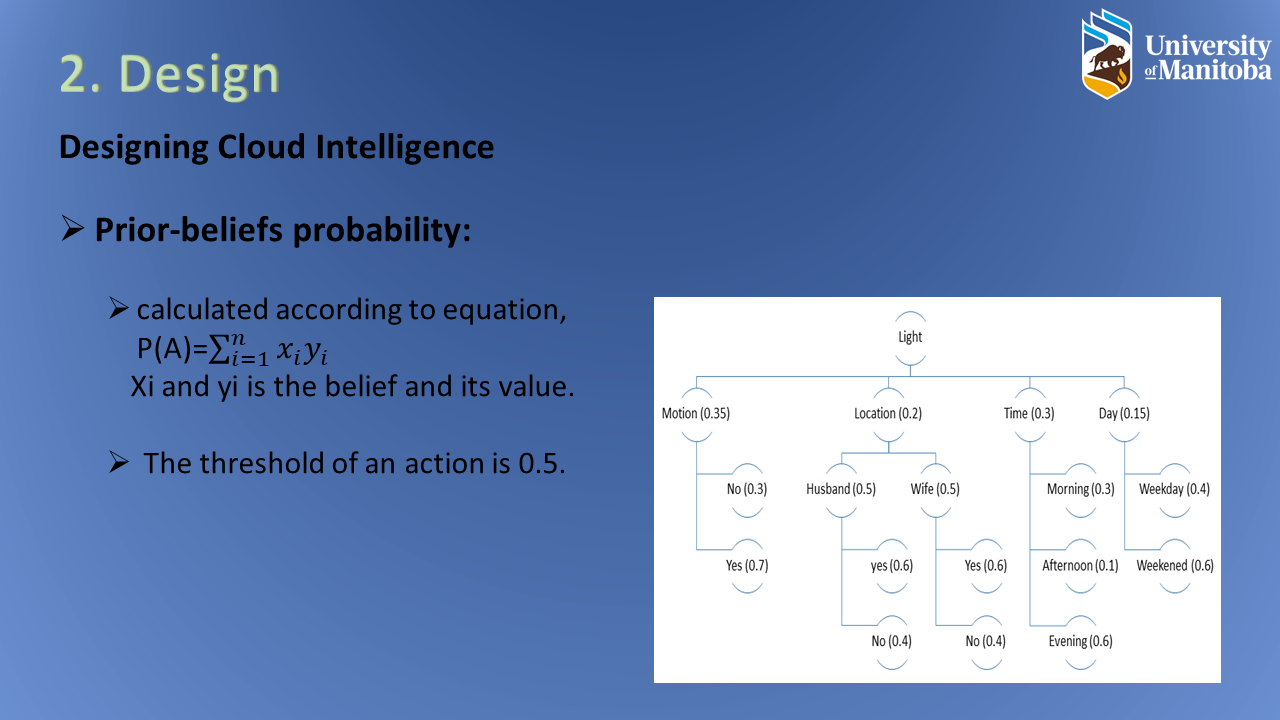 2. Design
University
of Manitoba
Designing Cloud Intelligence
➢ Prior-beliefs probability:
➢ calculated according to equation,
P(A)=∑ⁿᵢ₌₁ xᵢyᵢ
Xi and yi is the belief and its value.
➢ The threshold of an action is 0.5.
Light
Motion (0.35) Location (0.2) Time (0.3) Day (0.15)
No (0.3) Husband (0.5) Wife (0.5) Morning (0.3) Weekday (0.4)
Yes (0.7) yes (0.6) Yes (0.6) Afternoon (0.1) Weekened (0.6)
No (0.4) No (0.4) Evening (0.6)